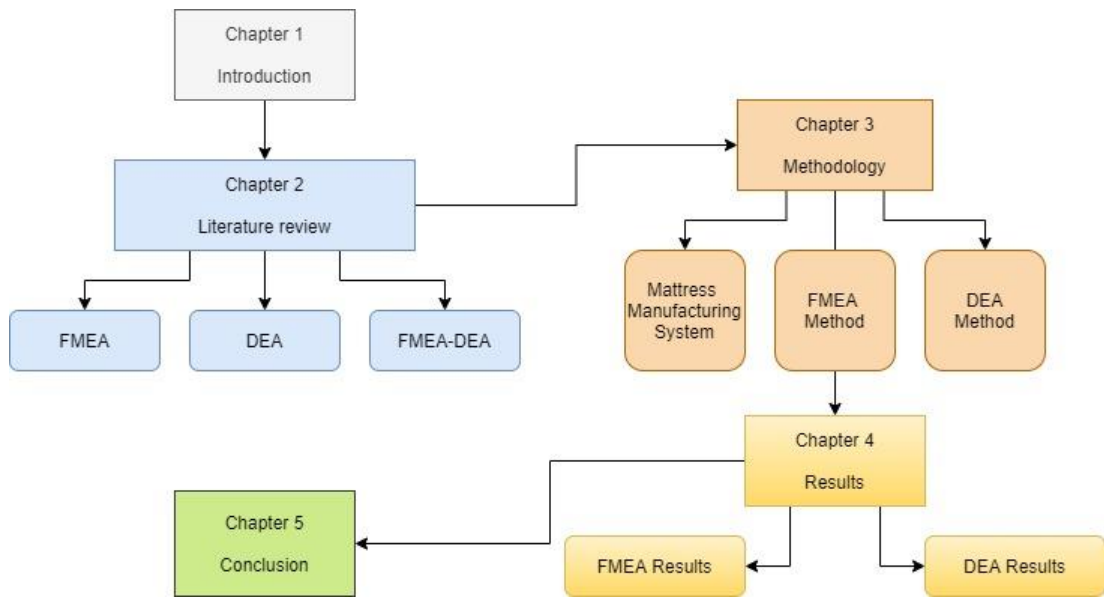 Chapter 1
Introduction
Chapter 2
Literature review
FMEA
DEA
FMEA-DEA
Chapter 3
Methodology
Mattress
Manufacturing
System
FMEA
Method
DEA
Method
Chapter 4
Results
FMEA Results
DEA Results
Chapter 5
Conclusion